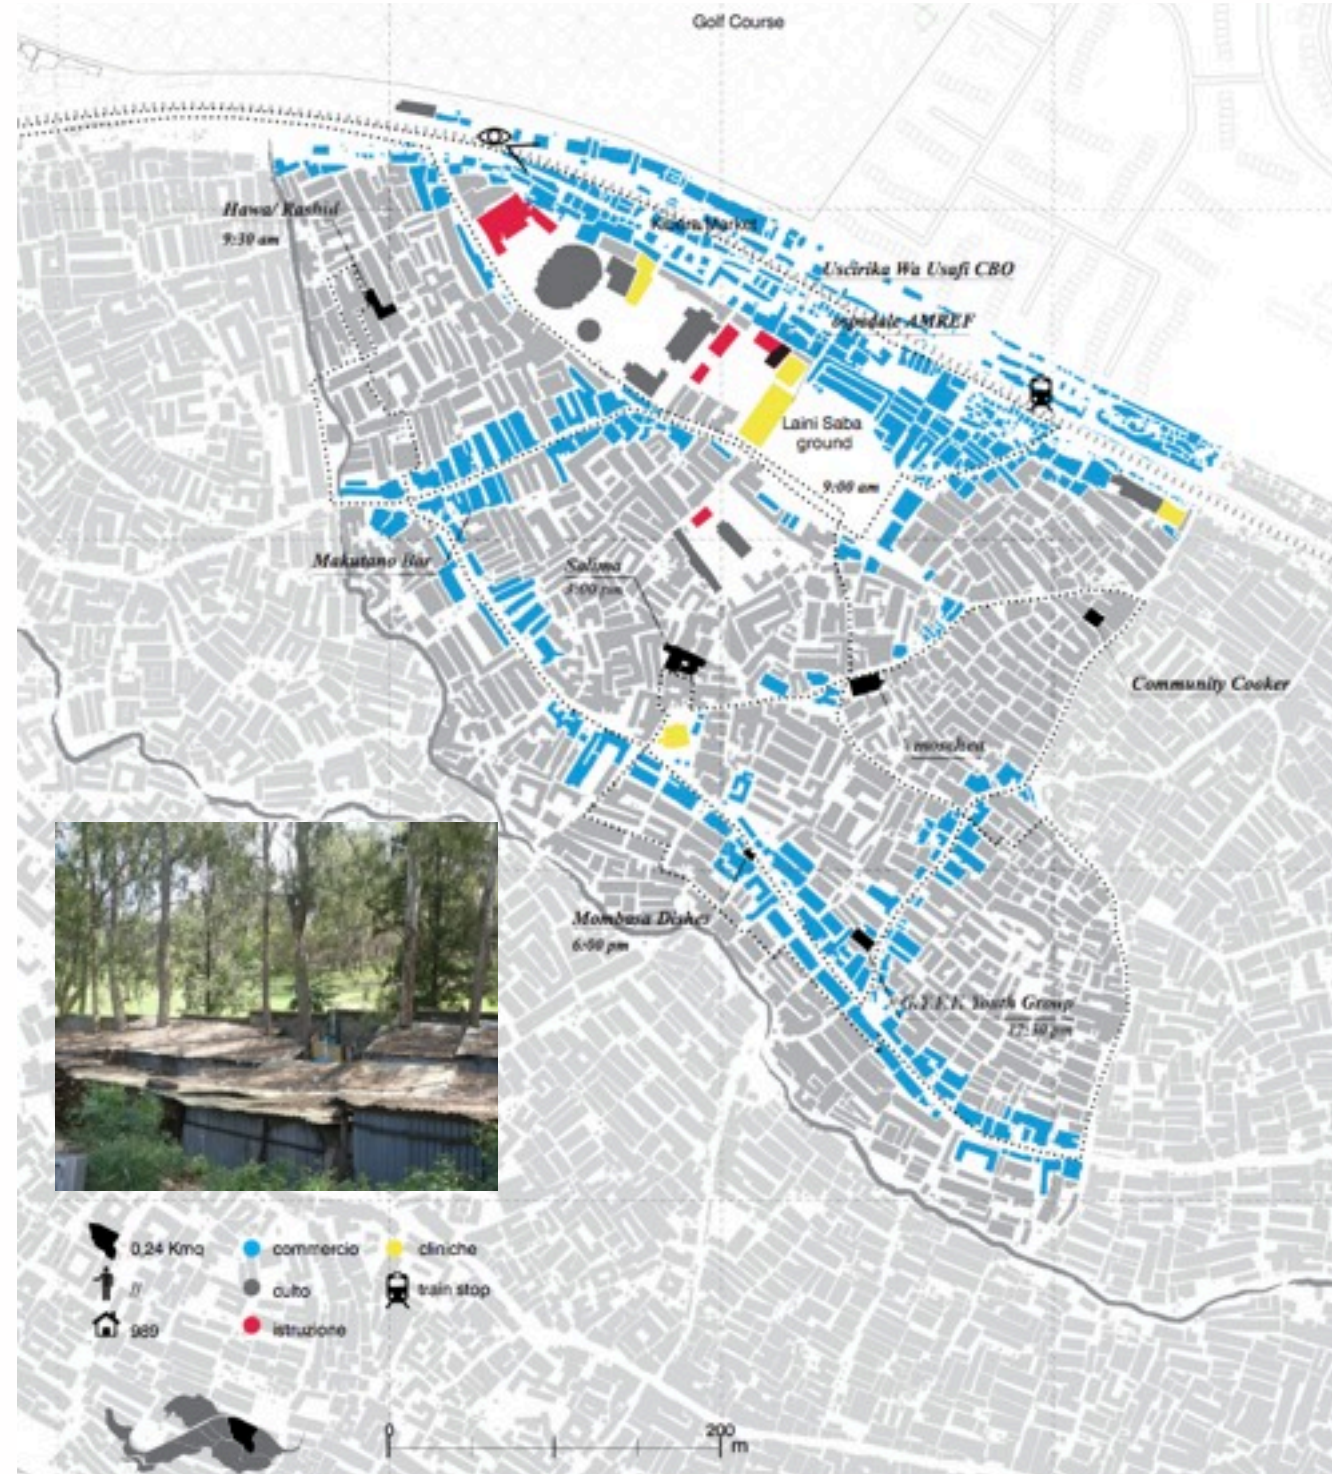 Golf Course
Hawa/ Rashid
9:30 am
Kibera Market
Uscirika Wa Usafi CBO
ospedale AMREF
Laini Saba
ground
9:00 am
Makutano Bar
Salima
Community Cooker
moschea
Mombasa Dishes
6:00 pm
Youth Group
0,24 Kmq
commercio
cliniche
//
culto
train stop
989
istruzione
0
200
m